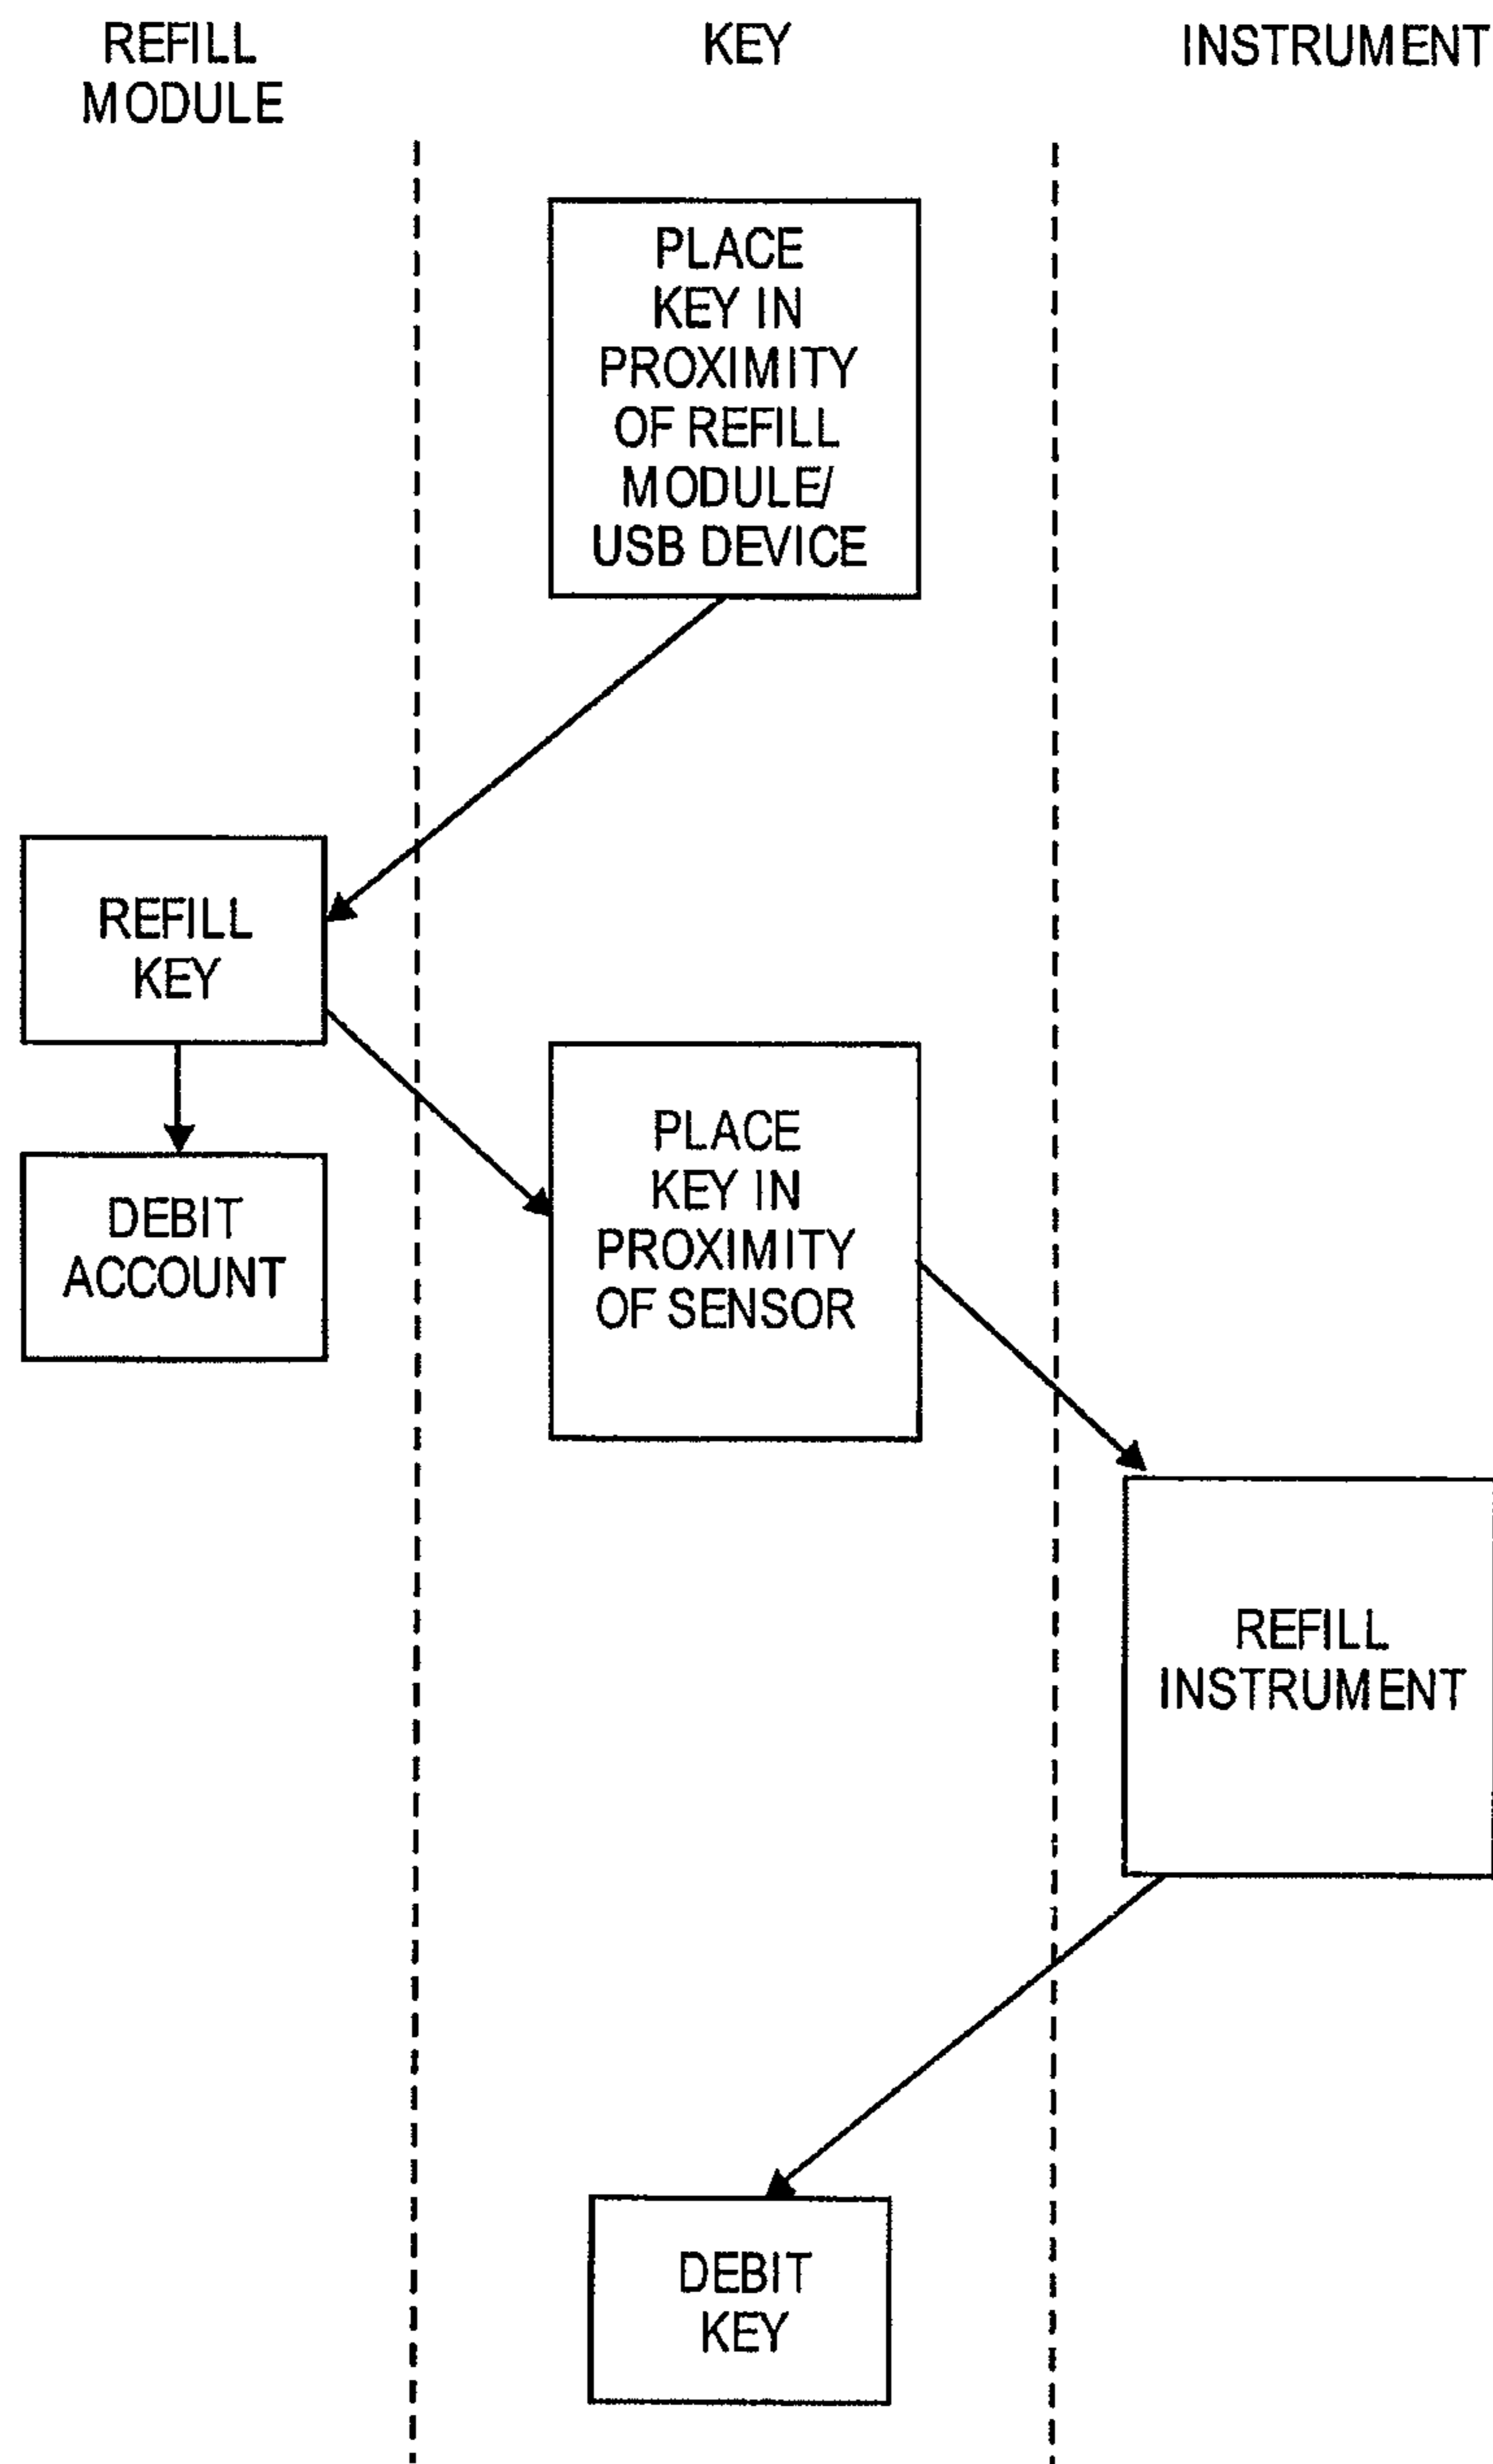 REFILL
MODULE
KEY
INSTRUMENT
PLACE
KEY IN
PROXIMITY
OF REFILL
MODULE/
USB DEVICE
REFILL
KEY
DEBIT
ACCOUNT
PLACE
KEY IN
PROXIMITY
OF SENSOR
REFILL
INSTRUMENT
DEBIT
KEY